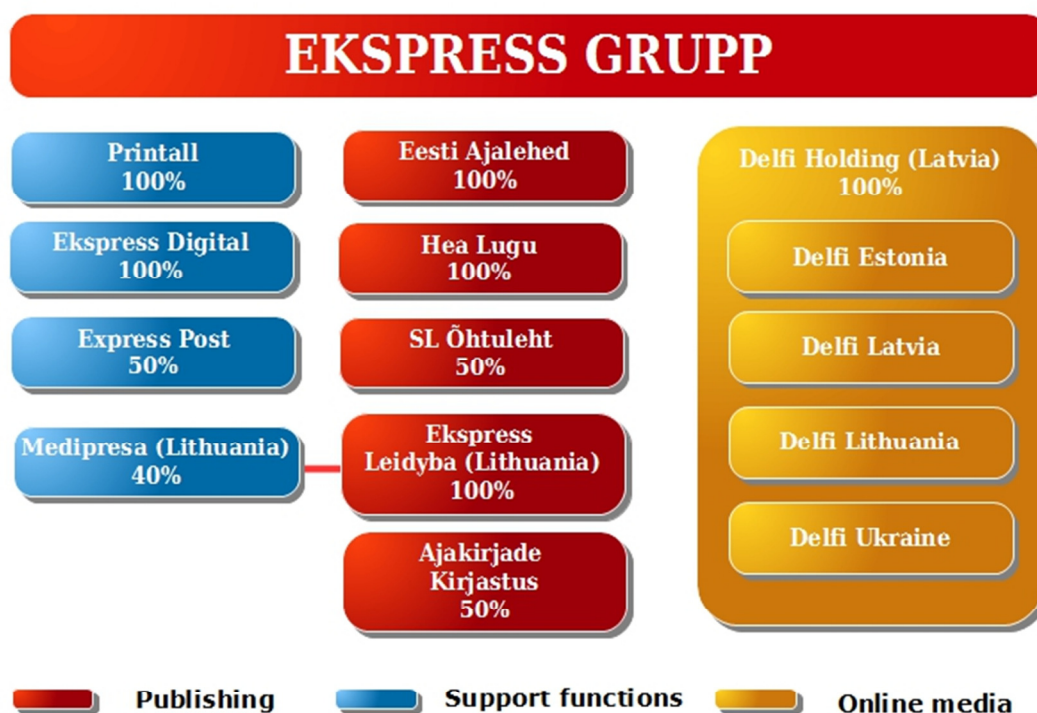 EKSPRESS GRUPP
Printall
100%
Ekspress Digital
100%
Express Post
50%
Medipresa (Lithuania)
40%
Eesti Ajalehed
100%
Hea Lugu
100%
SL Õhtuleht
50%
Ekspress
Leidyba (Lithuania)
100%
Ajakirjade
Kirjastus
50%
Delfi Holding (Latvia)
100%
Delfi Estonia
Delfi Latvia
Delfi Lithuania
Delfi Ukraine
Publishing
Support functions
Online media